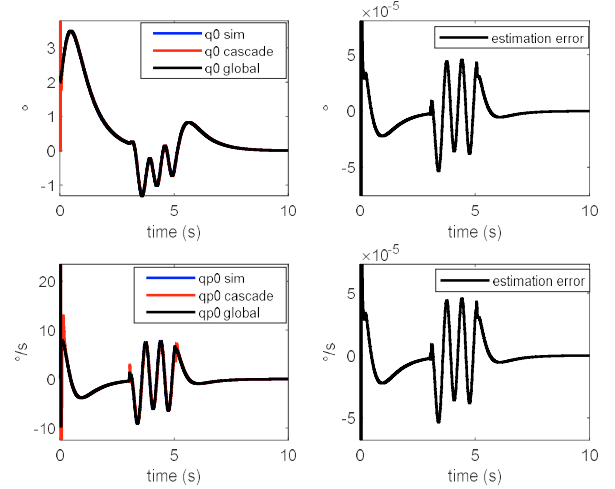 q0 sim
q0 cascade
q0 global
3
2
1
0
-1
°
0
5
10
time (s)
×10⁻⁵
estimation error
5
0
-5
°
0
5
10
time (s)
qp0 sim
qp0 cascade
qp0 global
20
10
0
-10
°/s
0
5
10
time (s)
×10⁻⁵
estimation error
5
0
-5
°/s
0
5
10
time (s)